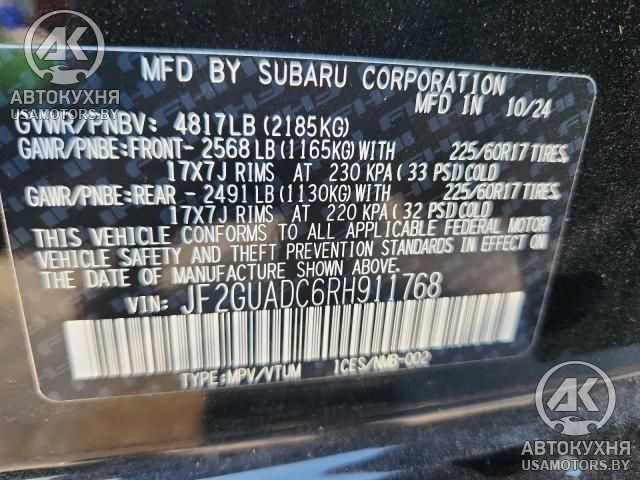 MFD BY SUBARU CORPORATION
MFD IN 10/24
GVWR/PNBV: 4817LB (2185KG)
GAWR/PNBE:FRONT- 2568 LB (1165KG) WITH 225/60R17 TIRES,
17X7J RIMS AT 230 KPA (33 PSI) COLD
GAWR/PNBE:REAR - 2491 LB (1130KG) WITH 225/60R17 TIRES,
17X7J RIMS AT 220 KPA (32 PSI) COLD
THIS VEHICLE CONFORMS TO ALL APPLICABLE FEDERAL MOTOR
VEHICLE SAFETY AND THEFT PREVENTION STANDARDS IN EFFECT ON
THE DATE OF MANUFACTURE SHOWN ABOVE.
VIN: JF2GUADC6RH911768
TYPE:MPV/VTUM ICES/NMB-002
АК
АВТОКУХНЯ
USAMOTORS.BY
АК
АВТОКУХНЯ
USAMOTORS.BY